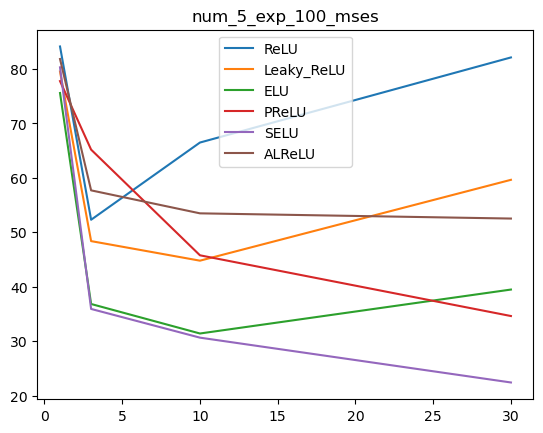 num_5_exp_100_mses
ReLU
Leaky_ReLU
ELU
PReLU
SELU
ALReLU
80
70
60
50
40
30
20
0 5 10 15 20 25 30